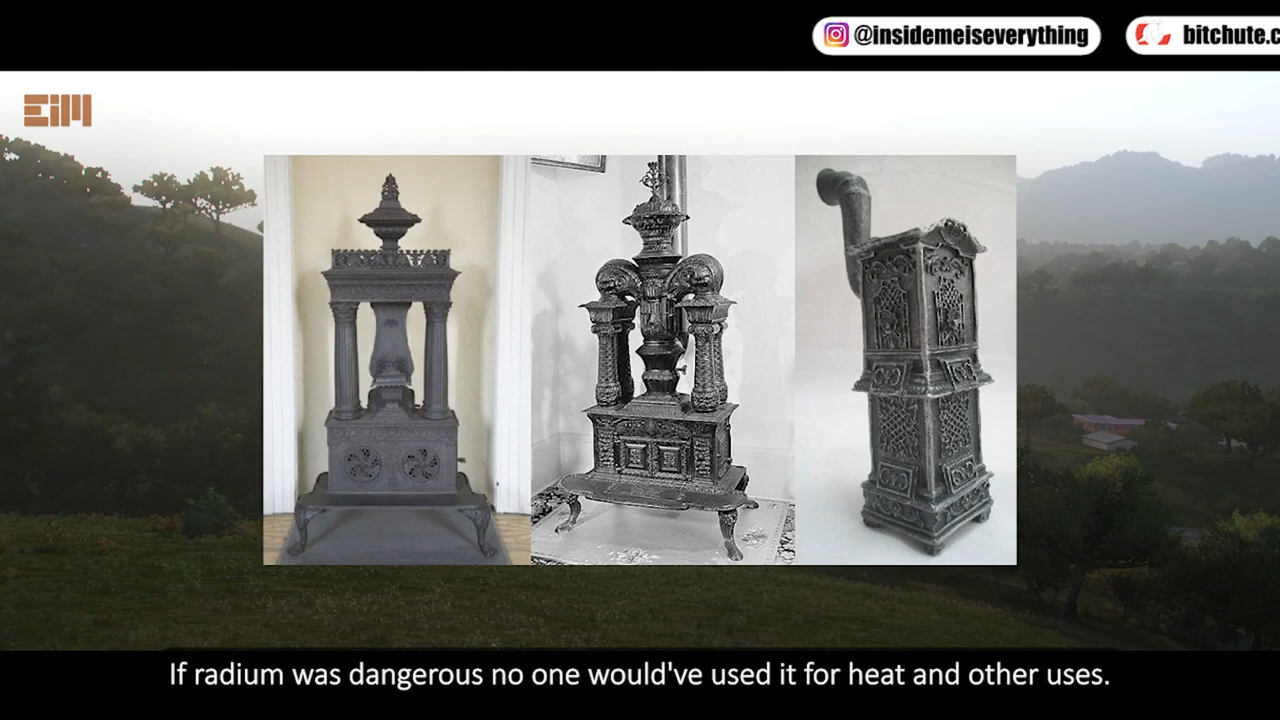 @insidemeiseverything
bitchute.c
EiM
If radium was dangerous no one would've used it for heat and other uses.